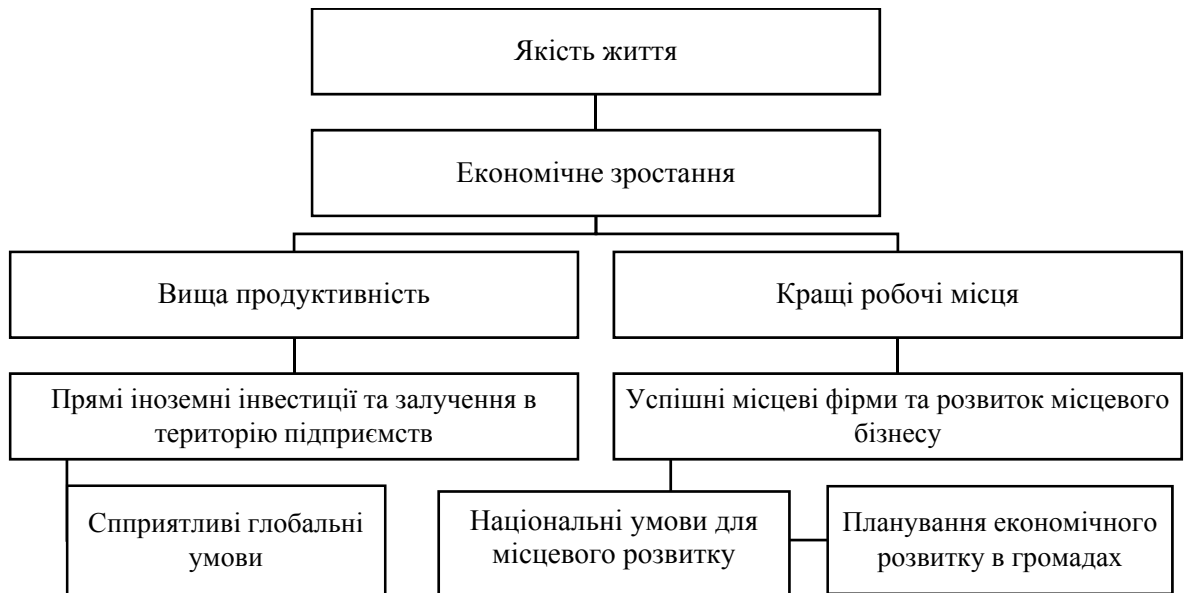 Якість життя
Економічне зростання
Вища продуктивність
Кращі робочі місця
Прямі іноземні інвестиції та залучення в
територію підприємств
Успішні місцеві фірми та розвиток місцевого
бізнесу
Спприятливі глобальні
умови
Національні умови для
місцевого розвитку
Планування економічного
розвитку в громадах